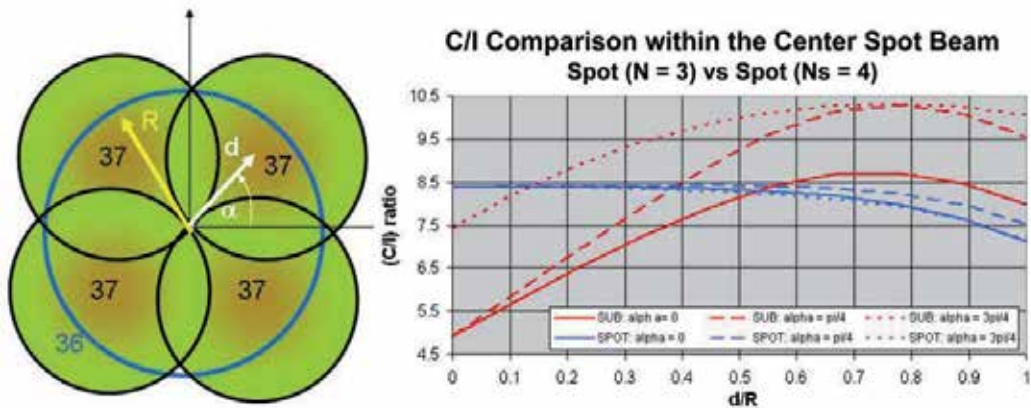 37
R
d
37
α
37
37
36
C/I Comparison within the Center Spot Beam
Spot (N = 3) vs Spot (Ns = 4)
(C/I) ratio
10.5
9.5
8.5
7.5
6.5
5.5
4.5
SUB: alpha= 0
SUB: alpha = pi/4
SUB: alpha = 3pi/4
SPOT: alpha = 0
SPOT: alpha = pi/4
SPOT: alpha = 3pi/4
0 0.1 0.2 0.3 0.4 0.5 0.6 0.7 0.8 0.9 1
d/R